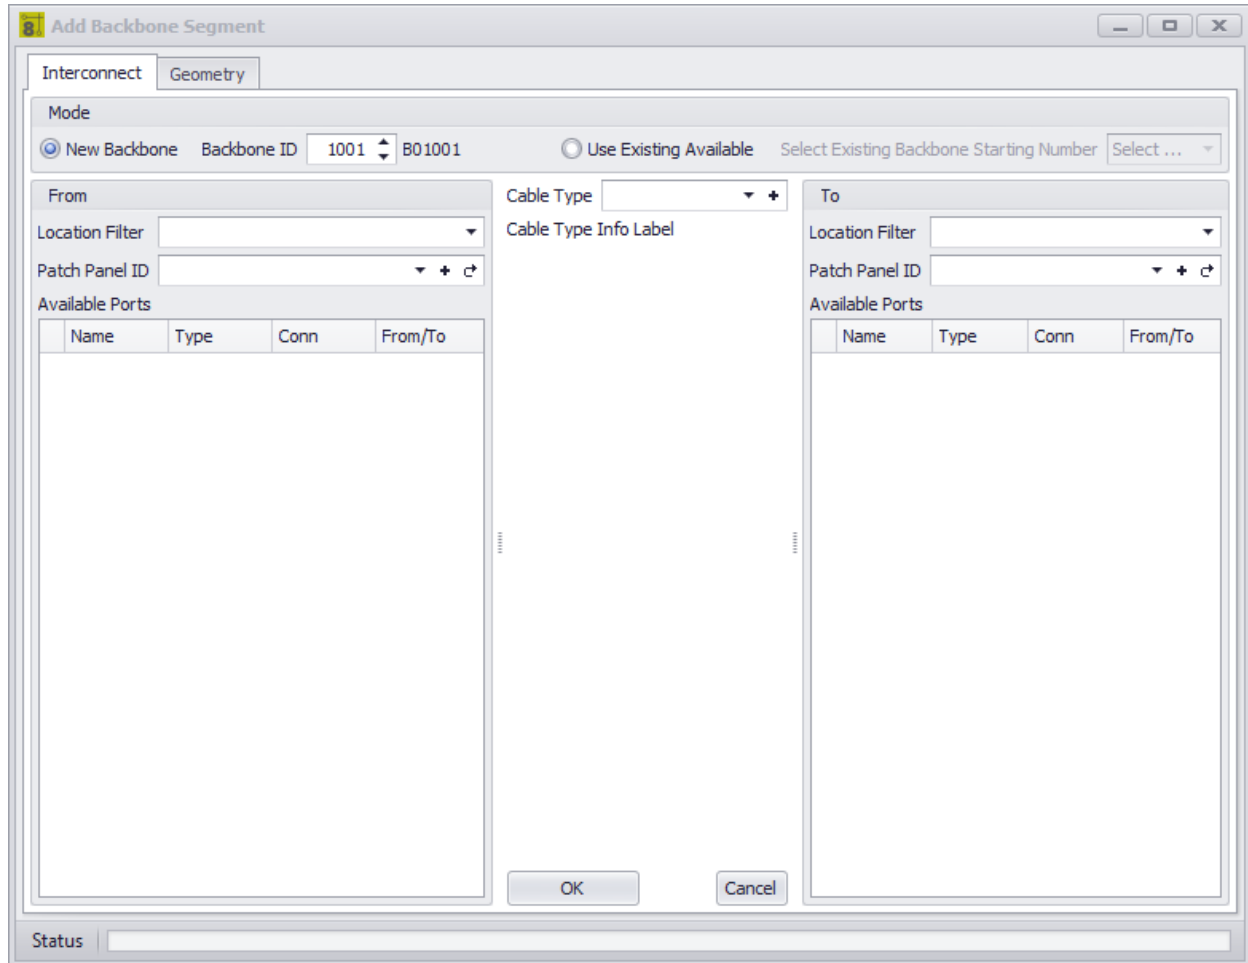 8 Add Backbone Segment
Interconnect Geometry
Mode
New Backbone Backbone ID 1001 B01001 Use Existing Available Select Existing Backbone Starting Number Select ...
From Cable Type To
Location Filter Cable Type Info Label Location Filter
Patch Panel ID Patch Panel ID
Available Ports Available Ports
Name Type Conn From/To Name Type Conn From/To
OK Cancel
Status